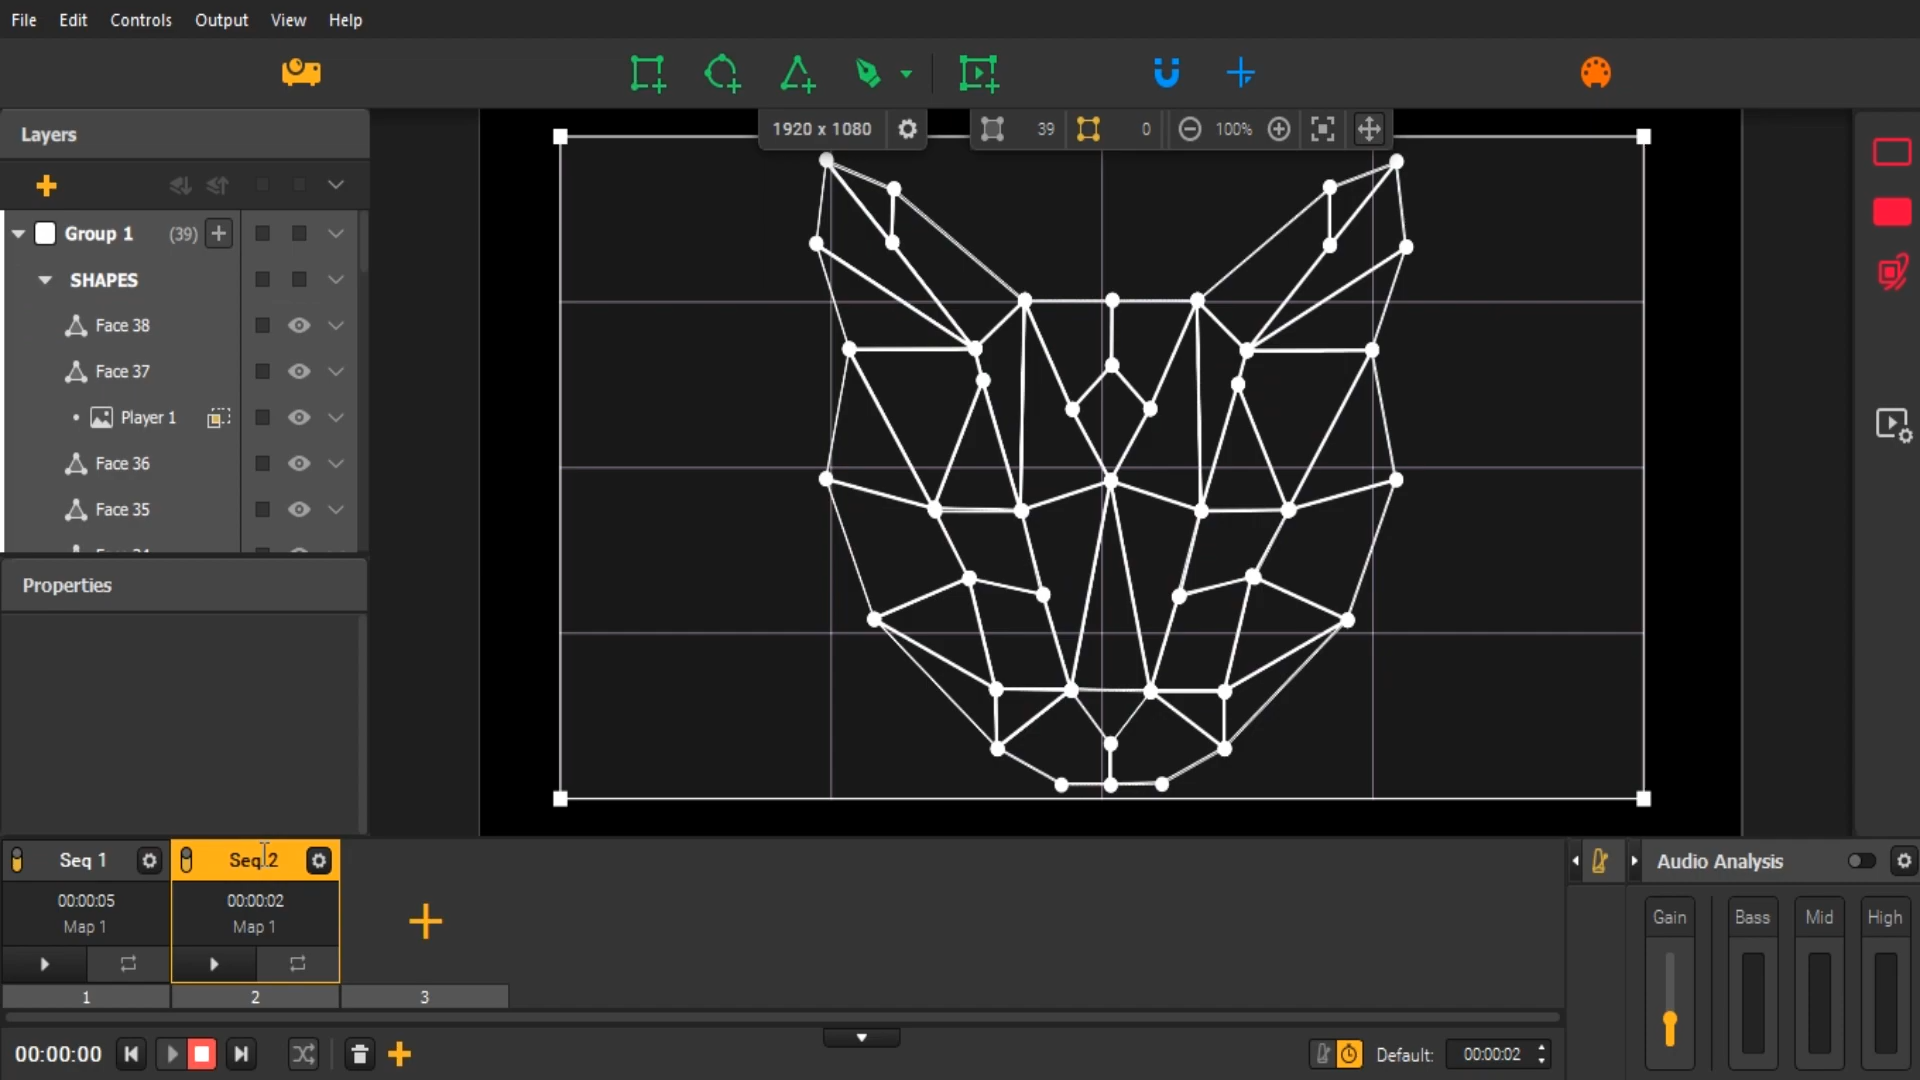 File Edit Controls Output View Help
1920 x 1080 39 0 100%
Layers
Group 1 (39)
SHAPES
Face 38
Face 37
Player 1
Face 36
Face 35
Properties
Seq 1
00:00:05
Map 1
1
Seq 2
00:00:02
Map 1
2
3
Audio Analysis
Gain Bass Mid High
00:00:00
Default: 00:00:02